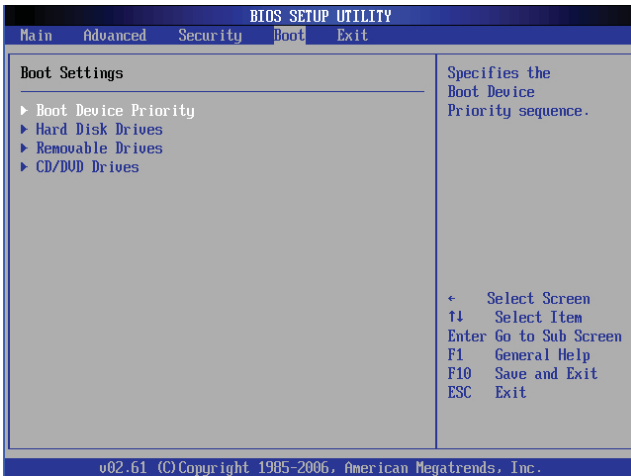 BIOS SETUP UTILITY
Main Advanced Security Boot Exit
Boot Settings
▶ Boot Device Priority
▶ Hard Disk Drives
▶ Removable Drives
▶ CD/DVD Drives
Specifies the
Boot Device
Priority sequence.
← Select Screen
↑↓ Select Item
Enter Go to Sub Screen
F1 General Help
F10 Save and Exit
ESC Exit
v02.61 (C)Copyright 1985-2006, American Megatrends, Inc.